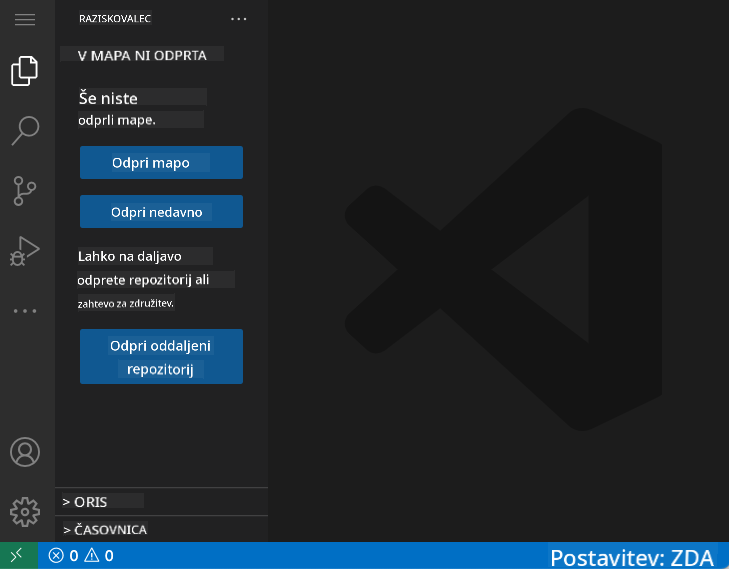 RAZISKOVALEC
V MAPA NI ODPRTA
Še niste
odprli mape.
Odpri mapo
Odpri nedavno
Lahko na daljavo
odprete repozitorij ali
zahtevo za združitev.
Odpri oddaljeni
repozitorij
> ORIS
> ČASOVNICA
0 0
Postavitev: ZDA